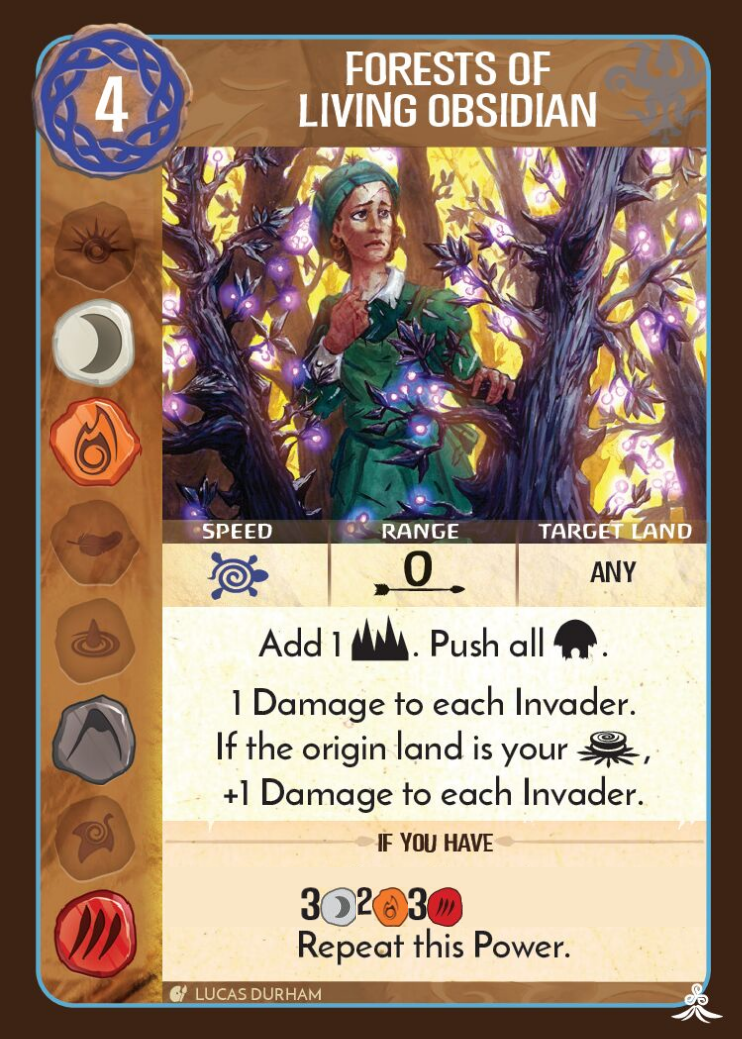 4
FORESTS OF
LIVING OBSIDIAN
SPEED RANGE TARGET LAND
0 ANY
Add 1 . Push all .
1 Damage to each Invader.
If the origin land is your ,
+1 Damage to each Invader.
IF YOU HAVE
3 2 3
Repeat this Power.
LUCAS DURHAM